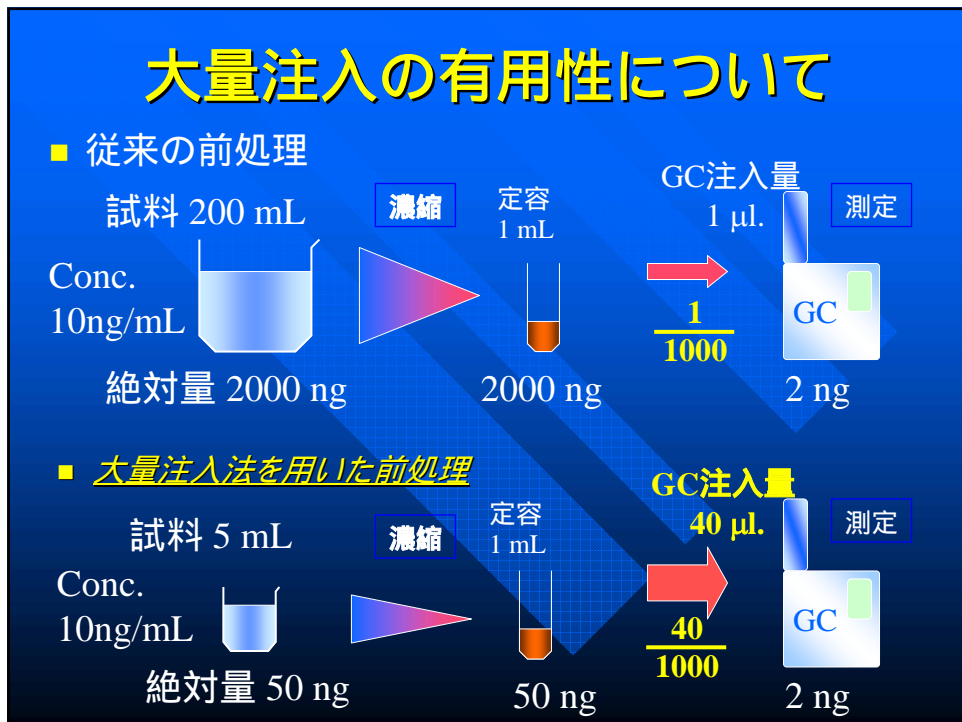 大量注入の有用性について
従来の前処理
試料 200 mL
濃縮
定容
1 mL
GC注入量
1 μl.
測定
Conc.
10ng/mL
1
1000
GC
絶対量 2000 ng
2000 ng
2 ng
大量注入法を用いた前処理
試料 5 mL
濃縮
定容
1 mL
GC注入量
40 μl.
測定
Conc.
10ng/mL
40
1000
GC
絶対量 50 ng
50 ng
2 ng